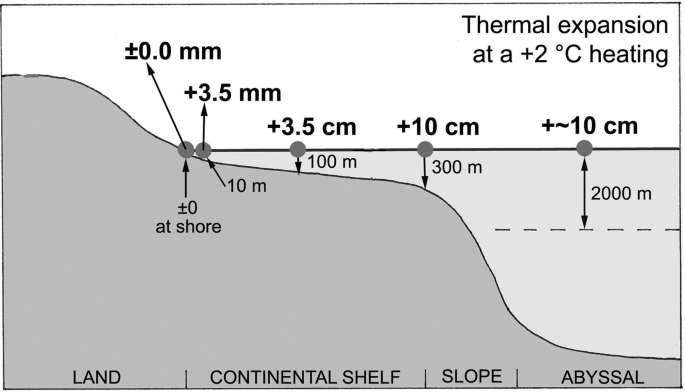 Thermal expansion
at a +2 °C heating
±0.0 mm
+3.5 mm
+3.5 cm
+10 cm
+~10 cm
100 m
300 m
10 m
2000 m
±0
at shore
LAND
CONTINENTAL SHELF
SLOPE
ABYSSAL